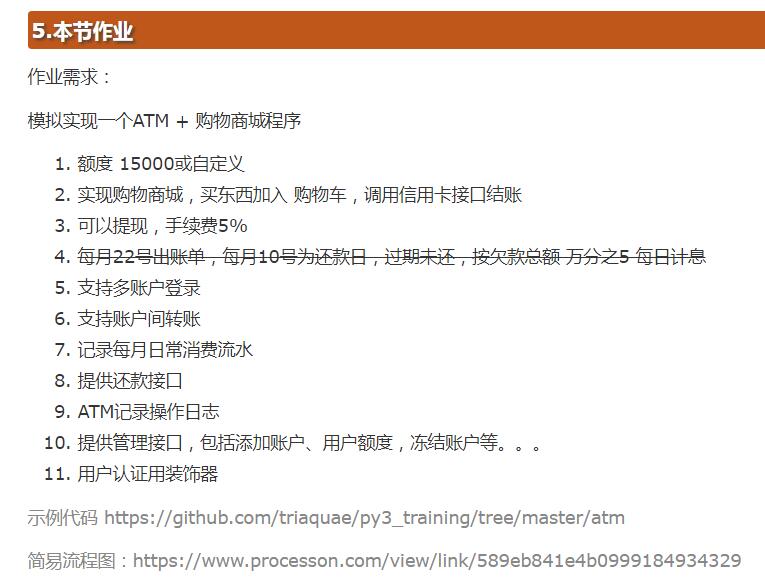 5.本节作业
作业需求：
模拟实现一个ATM + 购物商城程序
1. 额度 15000或自定义
2. 实现购物商城，买东西加入 购物车，调用信用卡接口结账
3. 可以提现，手续费5%
4. 每月22号出账单，每月10号为还款日，过期未还，按欠款总额 万分之5 每日计息
5. 支持多账户登录
6. 支持账户间转账
7. 记录每月日常消费流水
8. 提供还款接口
9. ATM记录操作日志
10. 提供管理接口，包括添加账户、用户额度，冻结账户等。。。
11. 用户认证用装饰器
示例代码 https://github.com/triaquae/py3_training/tree/master/atm
简易流程图：https://www.processon.com/view/link/589eb841e4b0999184934329